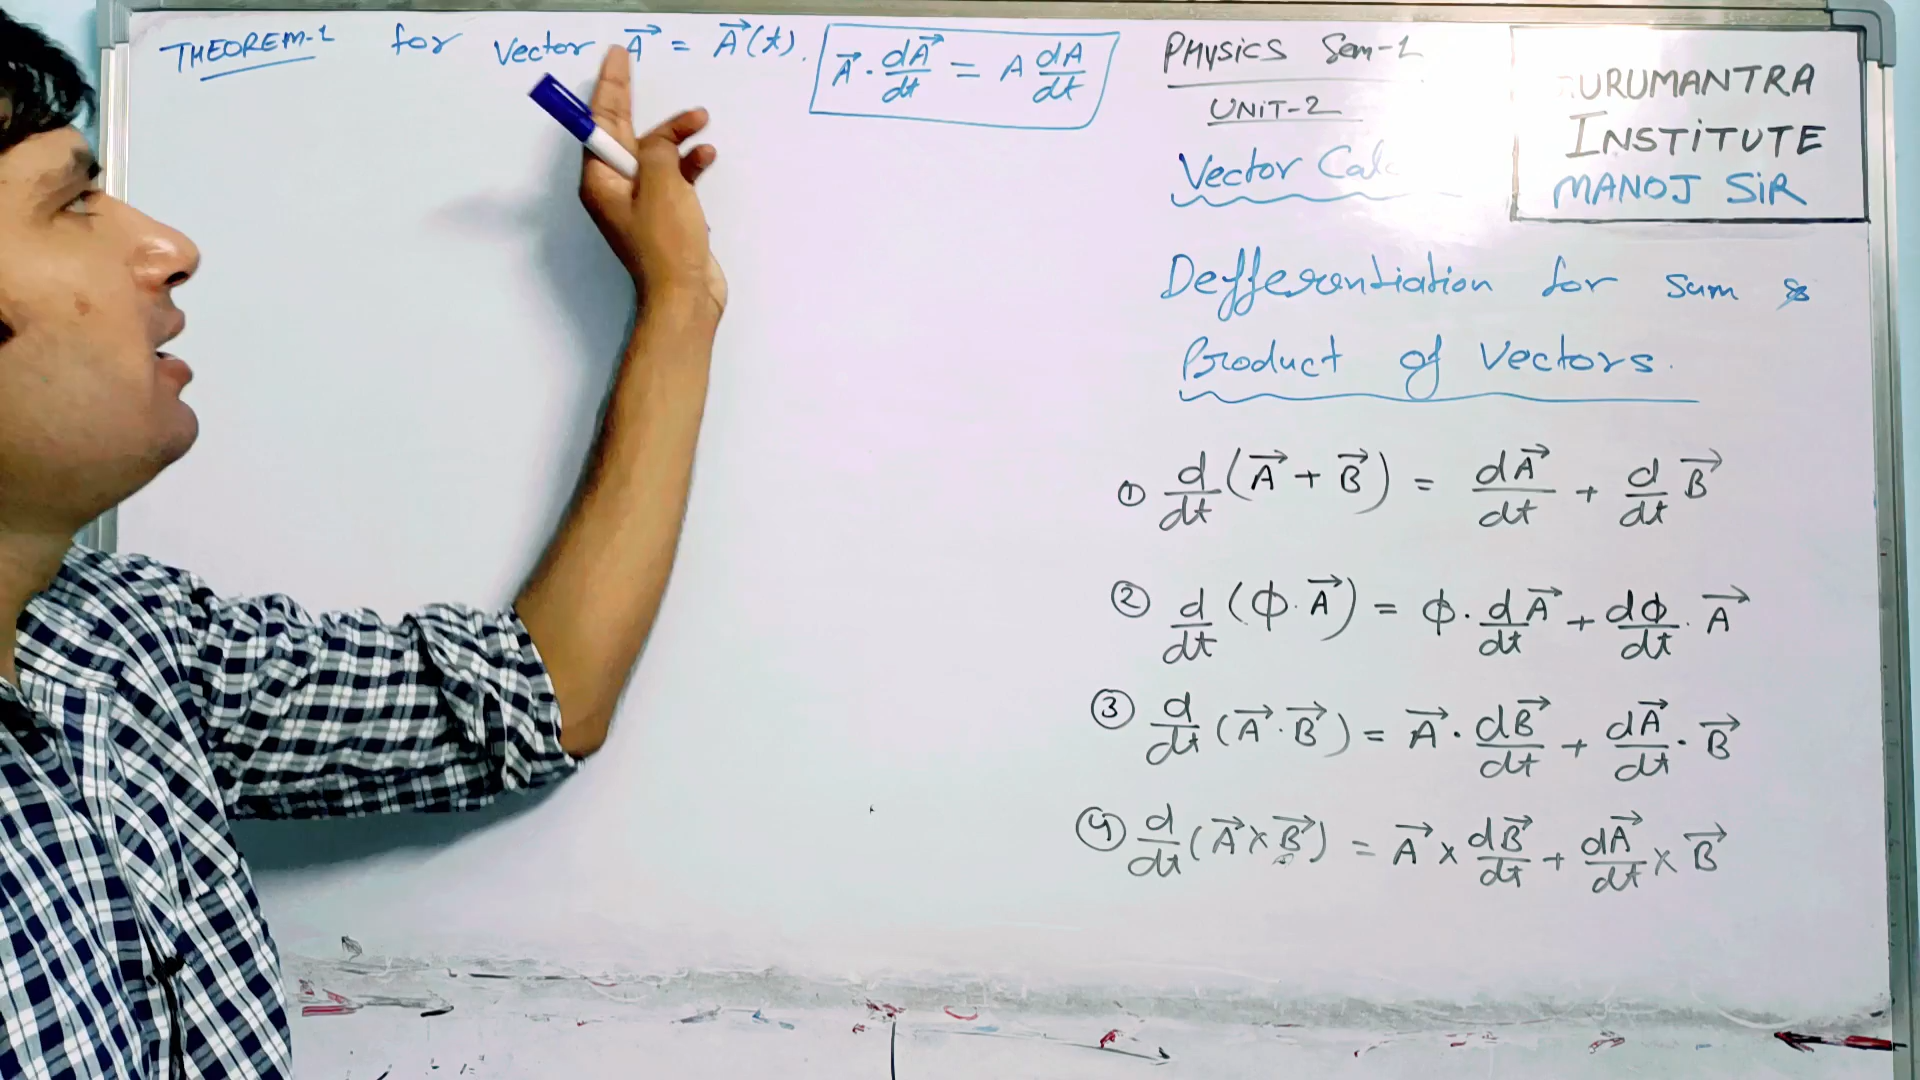 THEOREM-1 for vector A⃗ = A⃗(t). A⃗ · dA⃗/dt = A dA/dt
PHYSICS Sem-1
UNiT-2
Vector
URUMANTRA
INSTiTUTE
MANOJ SiR
Defferentiation for sum &
Product of Vectors.
① d/dt (A⃗ + B⃗) = dA⃗/dt + d/dt B⃗
② d/dt (ϕ · A⃗) = ϕ · dA⃗/dt + dϕ/dt · A⃗
③ d/dt (A⃗ · B⃗) = A⃗ · dB⃗/dt + dA⃗/dt · B⃗
④ d/dt (A⃗ × B⃗) = A⃗ × dB⃗/dt + dA⃗/dt × B⃗